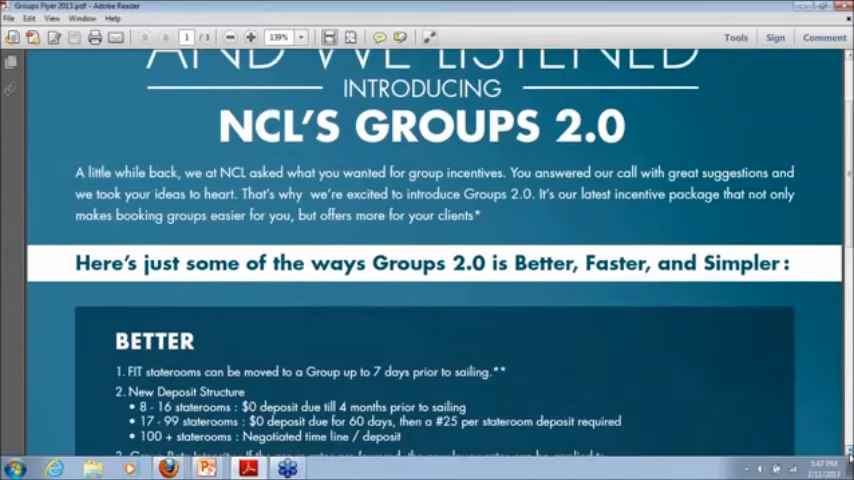 Groups Flyer 2013.pdf - Adobe Reader
File Edit View Window Help
1 / 1 139% Tools Sign Comment
AND WE LISTENED
INTRODUCING
NCL'S GROUPS 2.0
A little while back, we at NCL asked what you wanted for group incentives. You answered our call with great suggestions and
we took your ideas to heart. That's why we're excited to introduce Groups 2.0. It's our latest incentive package that not only
makes booking groups easier for you, but offers more for your clients*
Here's just some of the ways Groups 2.0 is Better, Faster, and Simpler :
BETTER
1. FIT staterooms can be moved to a Group up to 7 days prior to sailing.**
2. New Deposit Structure
• 8 - 16 staterooms : $0 deposit due till 4 months prior to sailing
• 17 - 99 staterooms : $0 deposit due for 60 days, then a #25 per stateroom deposit required
• 100 + staterooms : Negotiated time line / deposit
5:47 PM
2/11/2013